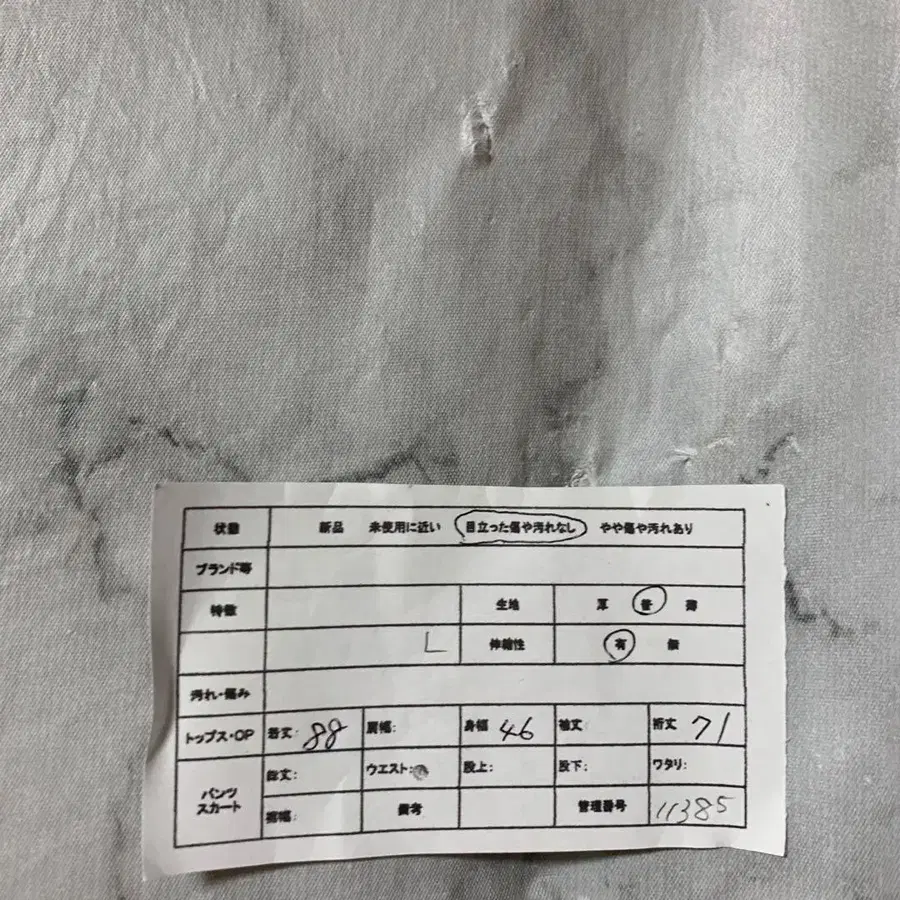 状態 新品 未使用に近い 目立った傷や汚れなし やや傷や汚れあり
ブランド等
特徴 生地 厚 普 薄
L 伸縮性 有 無
汚れ・傷み
トップス・OP 着丈: 88 肩幅: 身幅 46 袖丈: 裄丈 71
パンツ スカート
総丈: ウエスト: 股上: 股下: ワタリ:
裾幅: 備考 管理番号 11385